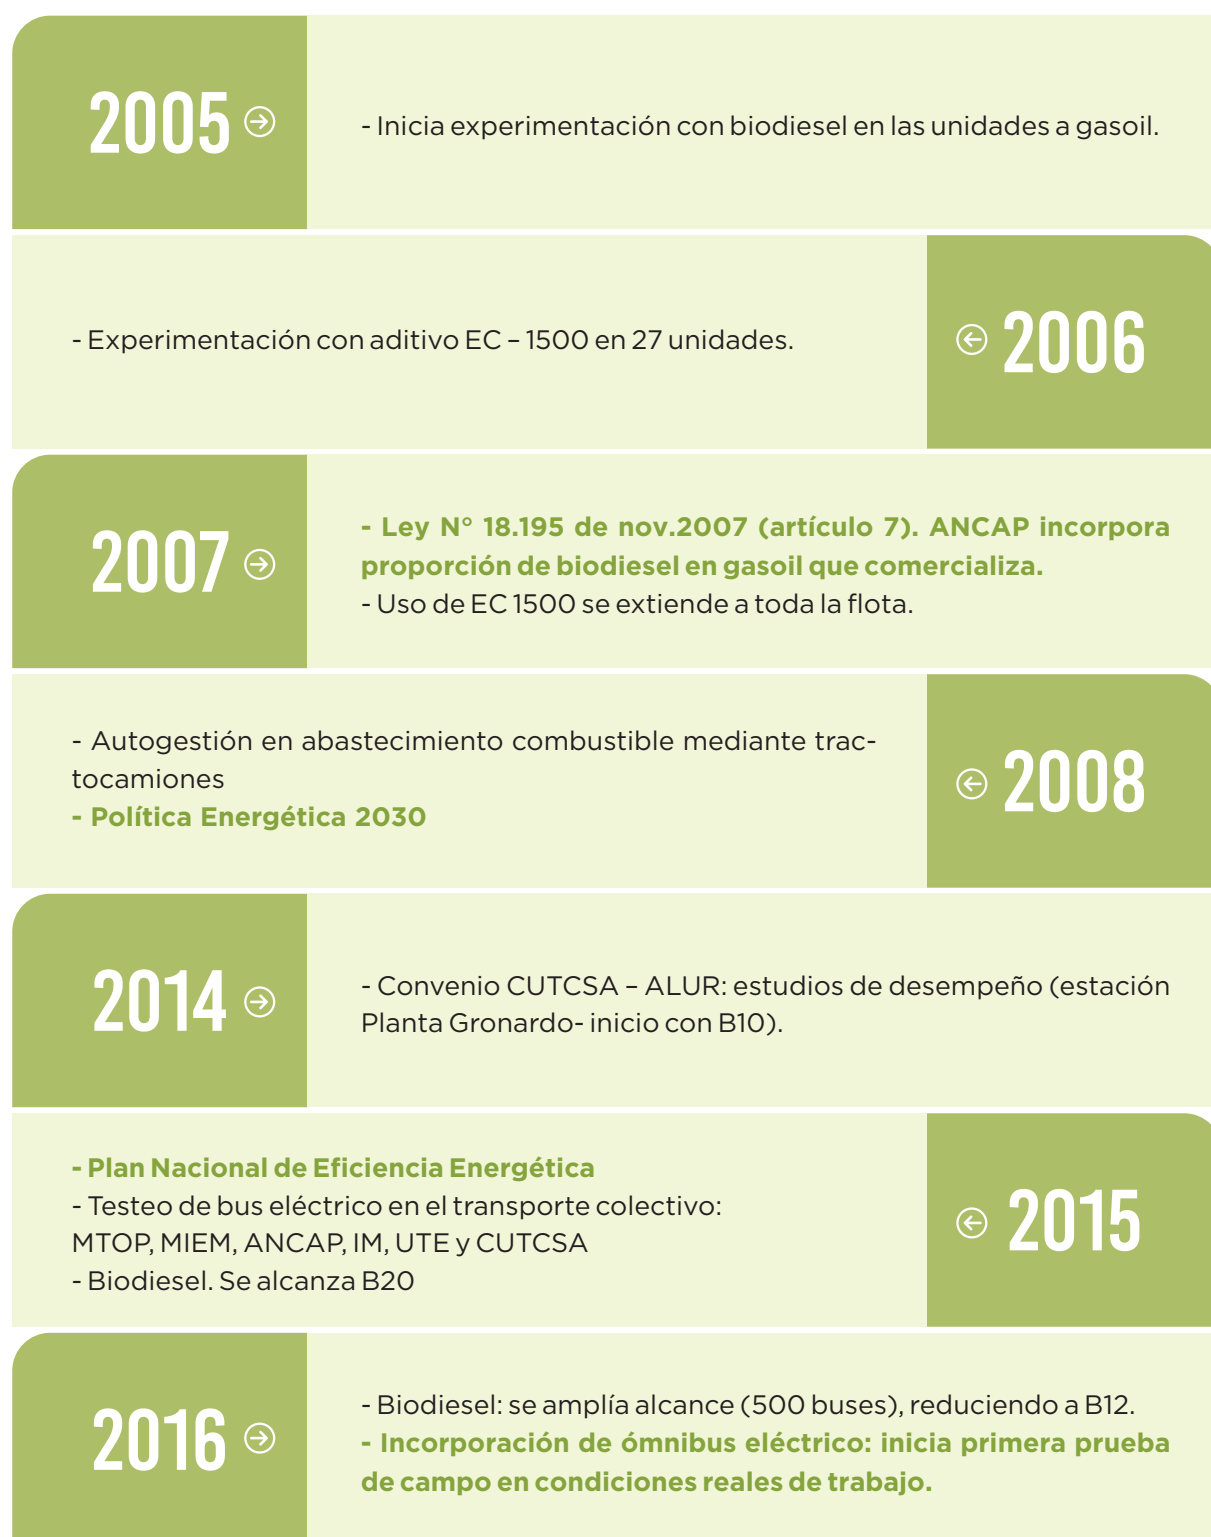 2005
- Inicia experimentación con biodiesel en las unidades a gasoil.
- Experimentación con aditivo EC – 1500 en 27 unidades.
2006
2007
- Ley N° 18.195 de nov.2007 (artículo 7). ANCAP incorpora
proporción de biodiesel en gasoil que comercializa.
- Uso de EC 1500 se extiende a toda la flota.
- Autogestión en abastecimiento combustible mediante trac-
tocamiones
- Política Energética 2030
2008
2014
- Convenio CUTCSA – ALUR: estudios de desempeño (estación
Planta Gronardo- inicio con B10).
- Plan Nacional de Eficiencia Energética
- Testeo de bus eléctrico en el transporte colectivo:
MTOP, MIEM, ANCAP, IM, UTE y CUTCSA
- Biodiesel. Se alcanza B20
2015
2016
- Biodiesel: se amplía alcance (500 buses), reduciendo a B12.
- Incorporación de ómnibus eléctrico: inicia primera prueba
de campo en condiciones reales de trabajo.